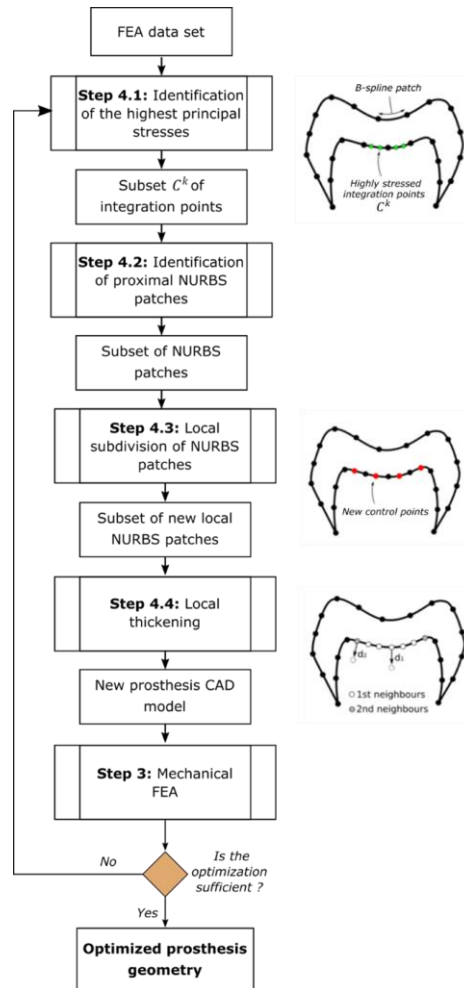 FEA data set
Step 4.1: Identification
of the highest principal
stresses
B-spline patch
Highly stressed
integration points
C^k
Subset C^k of
integration points
Step 4.2: Identification
of proximal NURBS
patches
Subset of NURBS
patches
Step 4.3: Local
subdivision of NURBS
patches
New control points
Subset of new local
NURBS patches
Step 4.4: Local
thickening
d₂
d₁
1st neighbours
2nd neighbours
New prosthesis CAD
model
Step 3: Mechanical
FEA
No
Is the
optimization
sufficient ?
Yes
Optimized prosthesis
geometry